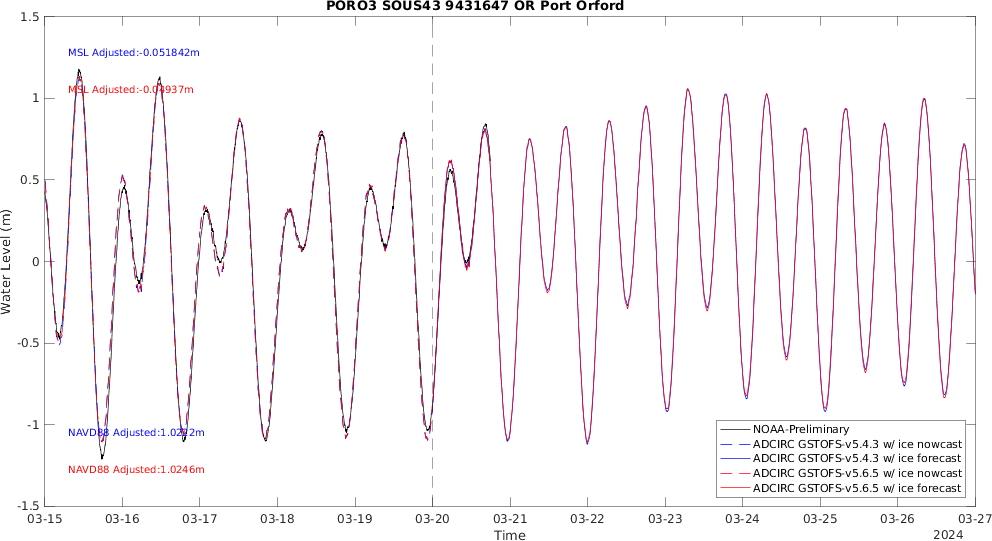 PORO3 SOUS43 9431647 OR Port Orford
MSL Adjusted:-0.051842m
MSL Adjusted:-0.04937m
NAVD88 Adjusted:1.0222m
NAVD88 Adjusted:1.0246m
Water Level (m)
1.5
1
0.5
0
-0.5
-1
-1.5
NOAA-Preliminary
ADCIRC GSTOFS-v5.4.3 w/ ice nowcast
ADCIRC GSTOFS-v5.4.3 w/ ice forecast
ADCIRC GSTOFS-v5.6.5 w/ ice nowcast
ADCIRC GSTOFS-v5.6.5 w/ ice forecast
03-15 03-16 03-17 03-18 03-19 03-20 03-21 03-22 03-23 03-24 03-25 03-26 03-27
Time
2024